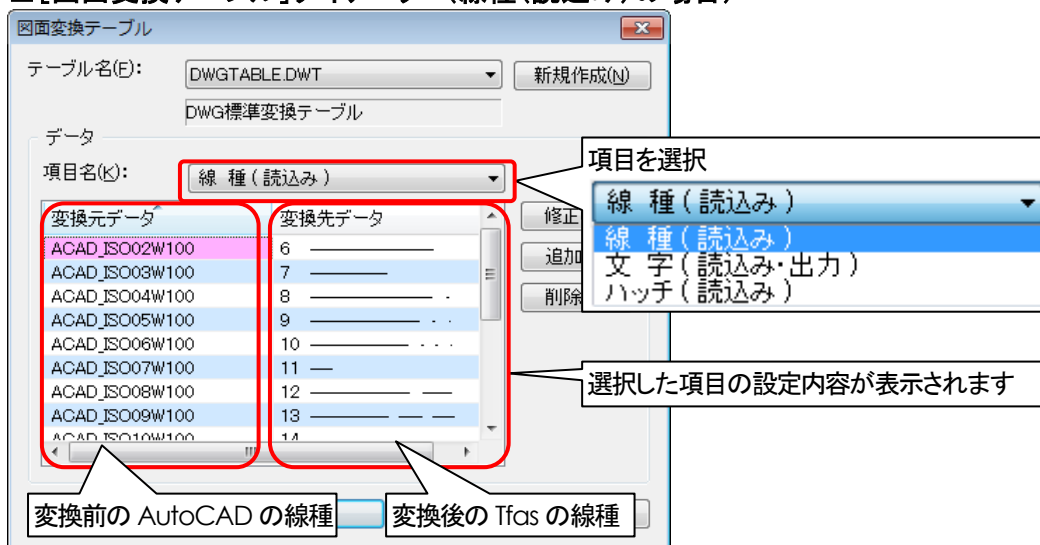 図面変換テーブル
テーブル名(F):
DWGTABLE.DWT
新規作成(N)
DWG標準変換テーブル
データ
項目名(K):
線 種(読込み)
項目を選択
線 種(読込み)
線 種(読込み)
文 字(読込み・出力)
ハッチ(読込み)
変換元データ
変換先データ
修正
追加
削除
ACAD_ISO02W100 6
ACAD_ISO03W100 7
ACAD_ISO04W100 8
ACAD_ISO05W100 9
ACAD_ISO06W100 10
ACAD_ISO07W100 11
ACAD_ISO08W100 12
ACAD_ISO09W100 13
ACAD_ISO10W100 14
選択した項目の設定内容が表示されます
変換前の AutoCAD の線種
変換後の Tfas の線種